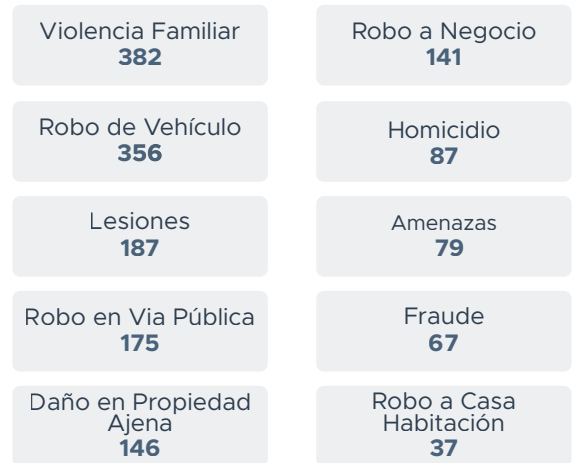 Violencia Familiar
382
Robo de Vehículo
356
Lesiones
187
Robo en Via Pública
175
Daño en Propiedad
Ajena
146
Robo a Negocio
141
Homicidio
87
Amenazas
79
Fraude
67
Robo a Casa
Habitación
37